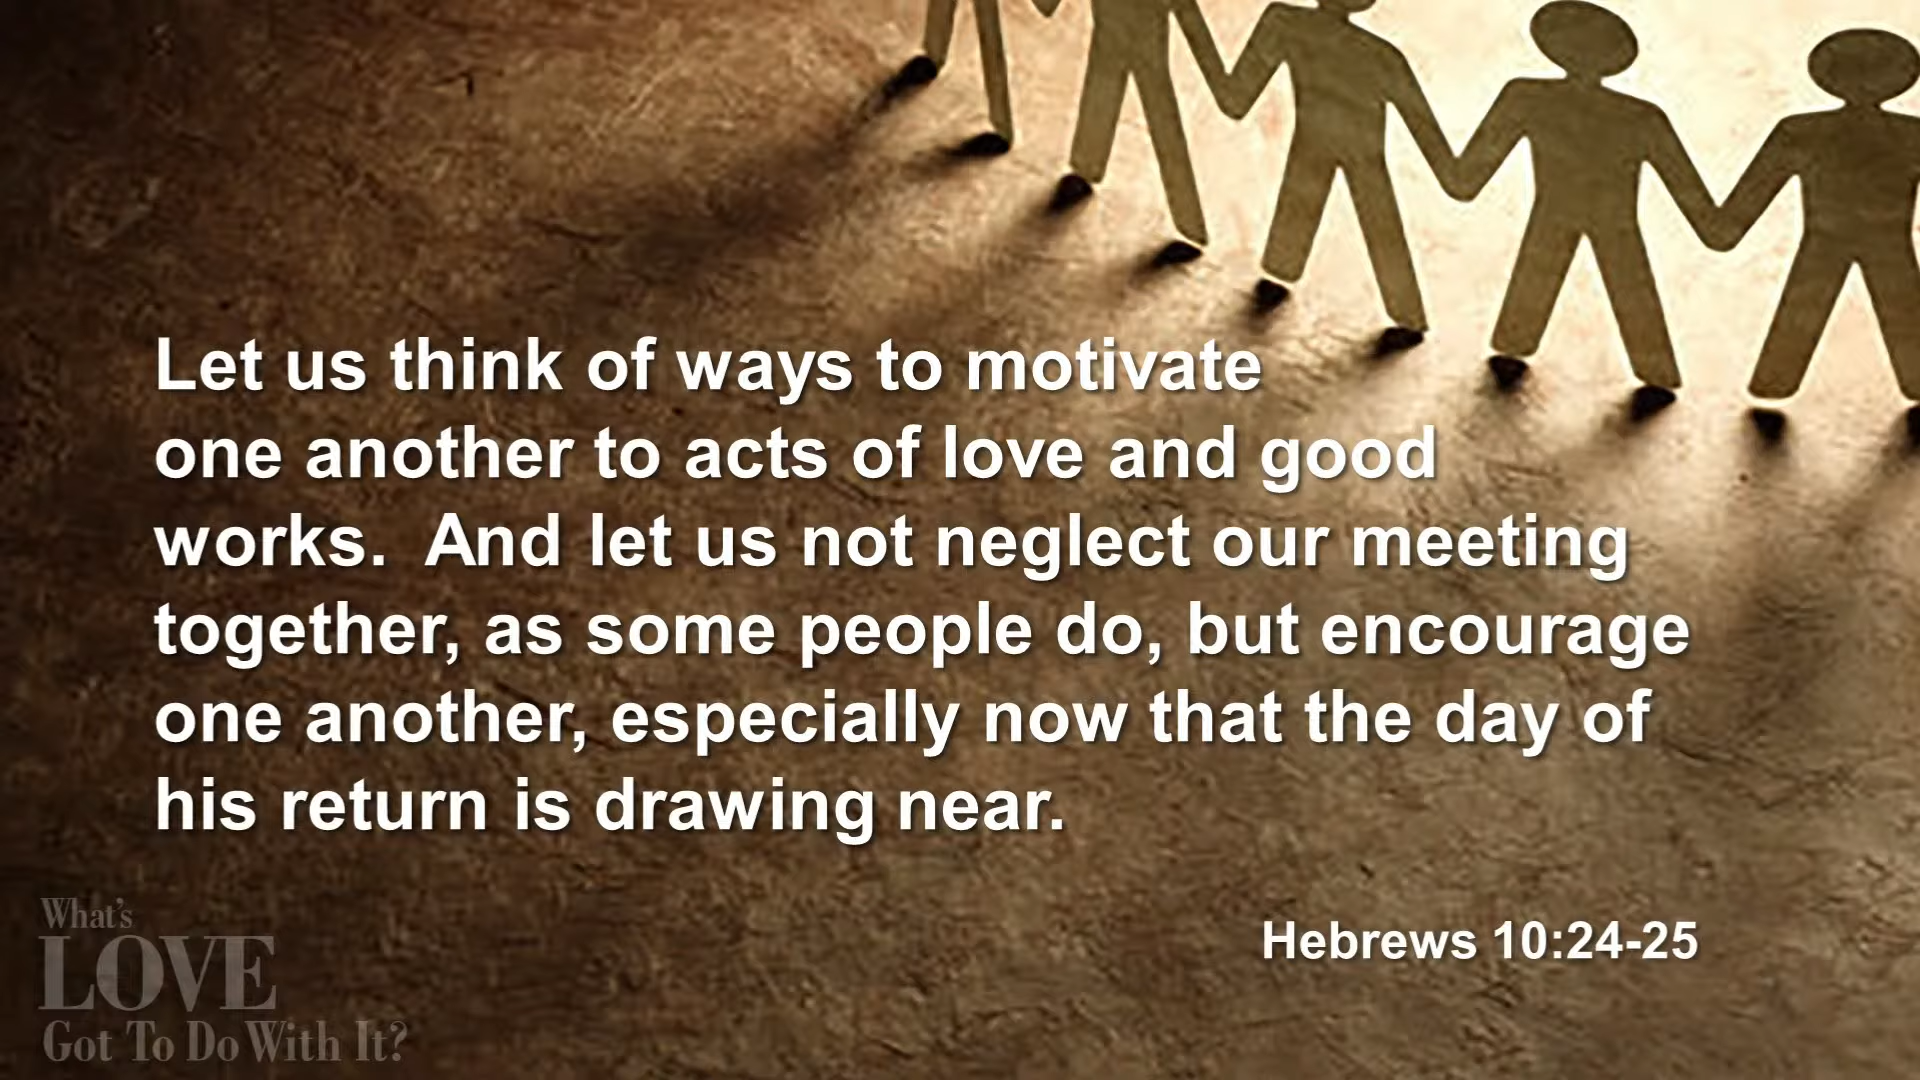 Let us think of ways to motivate
one another to acts of love and good
works.  And let us not neglect our meeting
together, as some people do, but encourage
one another, especially now that the day of
his return is drawing near.
Hebrews 10:24-25
What's
LOVE
Got To Do With It?